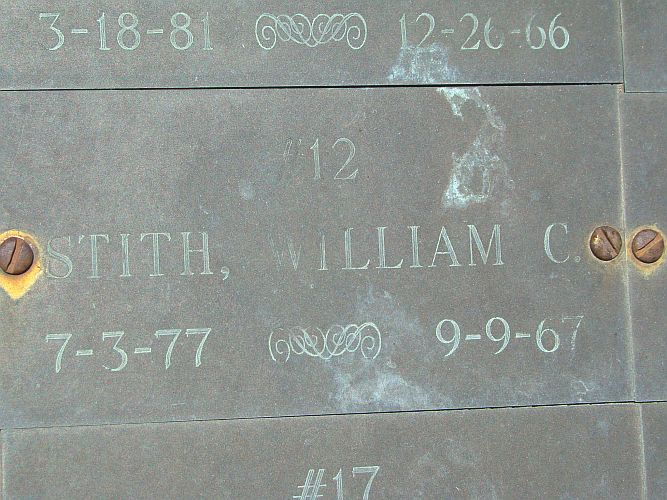 3-18-81 12-26-66
#12
STITH, WILLIAM C.
7-3-77 9-9-67
#17